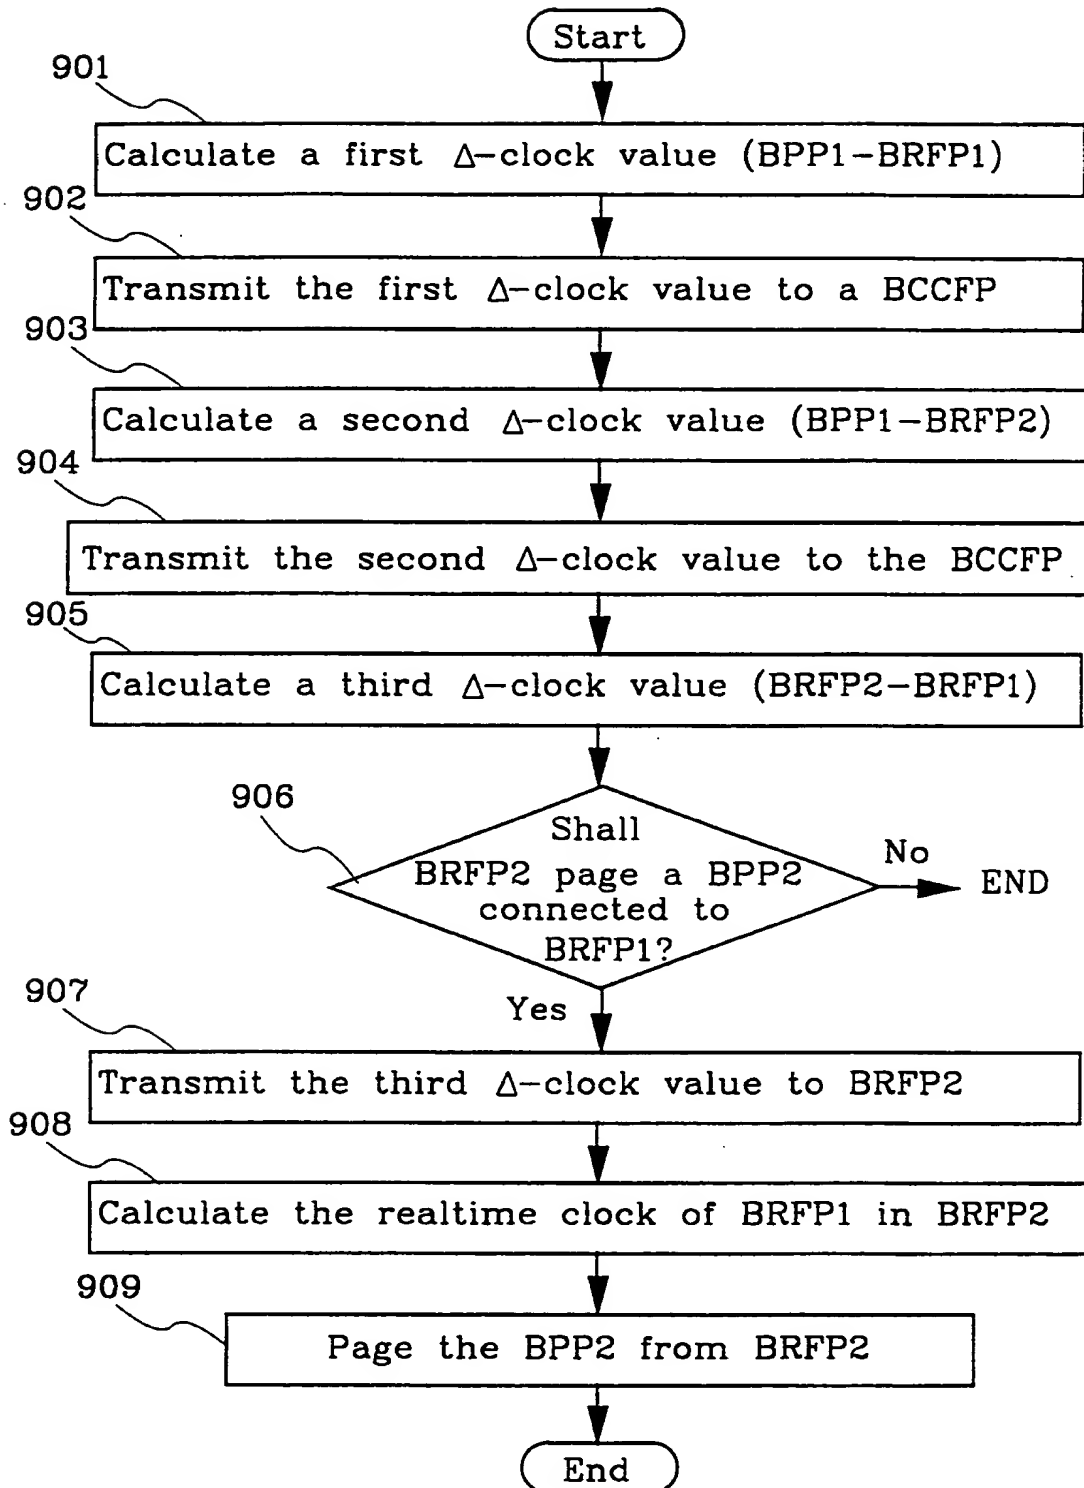 Start
901
Calculate a first Δ-clock value (BPP1-BRFP1)
902
Transmit the first Δ-clock value to a BCCFP
903
Calculate a second Δ-clock value (BPP1-BRFP2)
904
Transmit the second Δ-clock value to the BCCFP
905
Calculate a third Δ-clock value (BRFP2-BRFP1)
906
Shall
BRFP2 page a BPP2
connected to
BRFP1?
No
END
Yes
907
Transmit the third Δ-clock value to BRFP2
908
Calculate the realtime clock of BRFP1 in BRFP2
909
Page the BPP2 from BRFP2
End